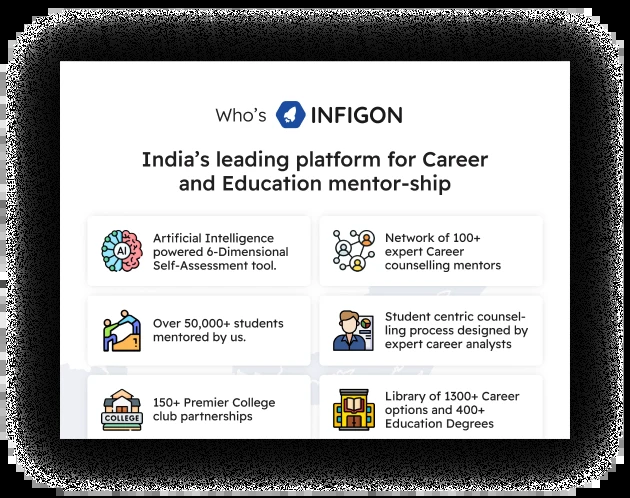 Who's INFIGON
India's leading platform for Career
and Education mentor-ship
AI
Artificial Intelligence
powered 6-Dimensional
Self-Assessment tool.
Network of 100+
expert Career
counselling mentors
Over 50,000+ students
mentored by us.
Student centric counsel-
ling process designed by
expert career analysts
COLLEGE
150+ Premier College
club partnerships
Library of 1300+ Career
options and 400+
Education Degrees